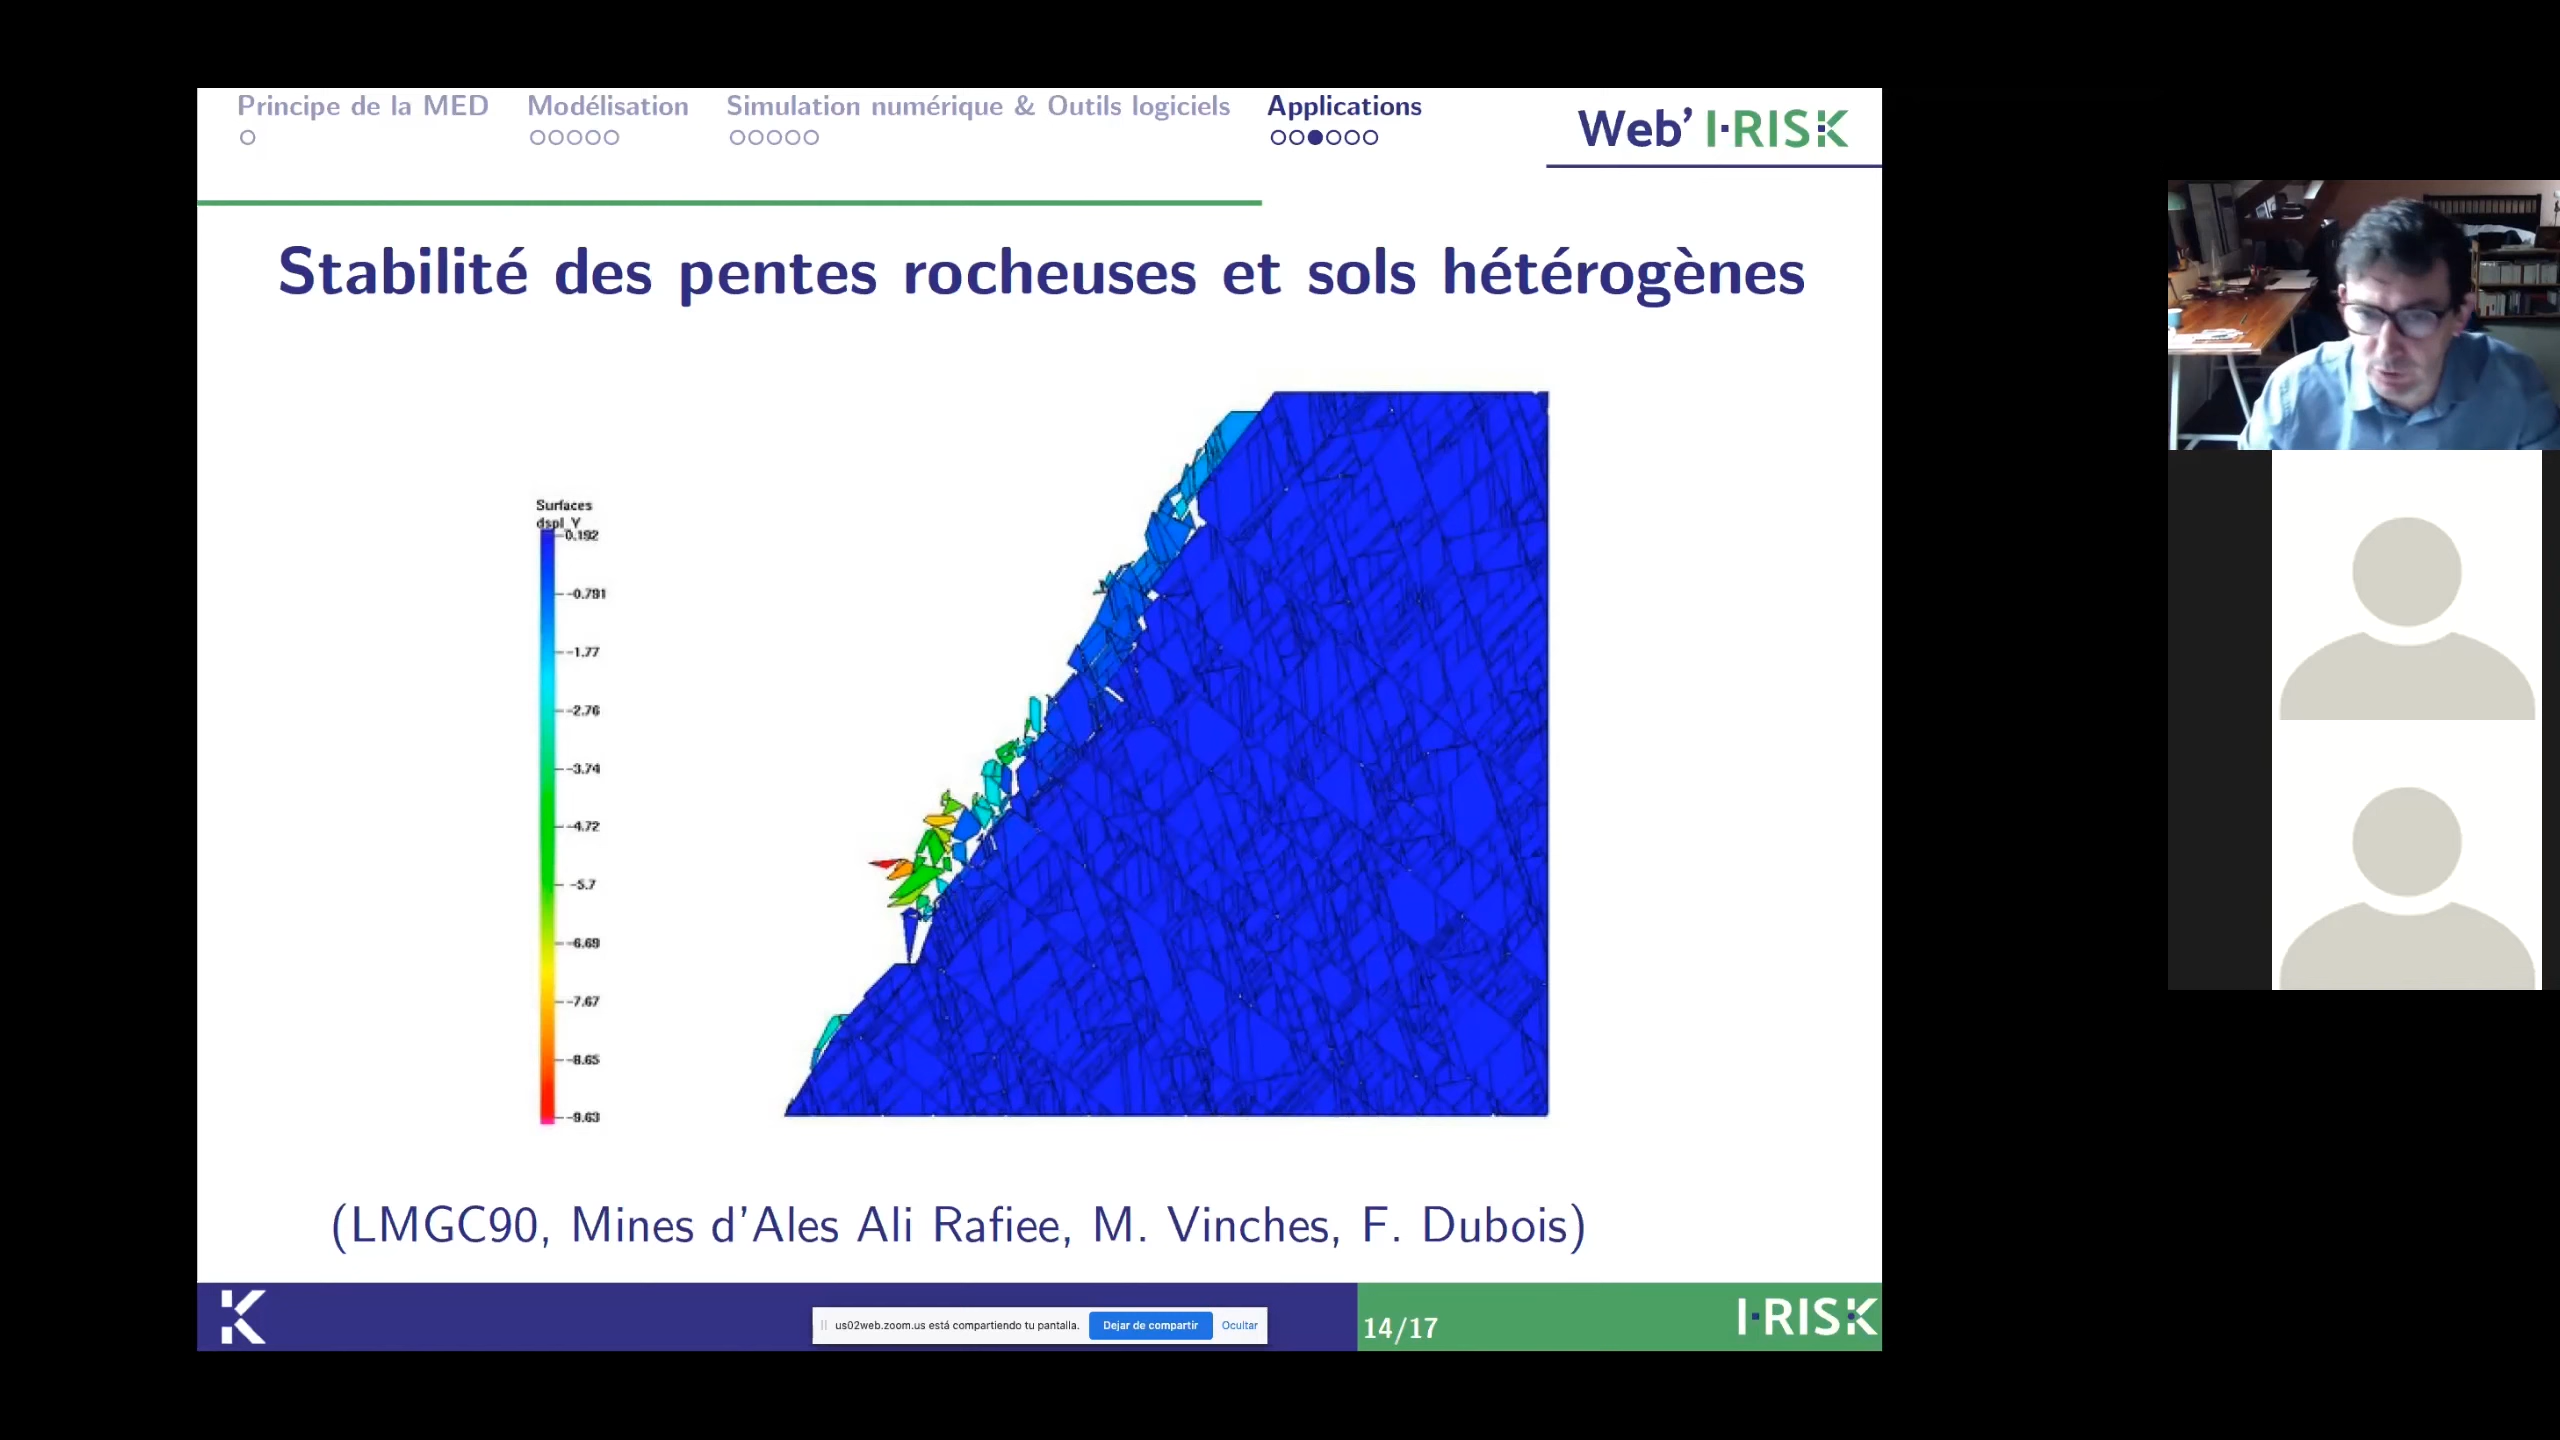 Principe de la MED
Modélisation
Simulation numérique & Outils logiciels
Applications
Web' I·RISK
Stabilité des pentes rocheuses et sols hétérogènes
Surfaces
dspl_Y
0.192
-0.791
-1.77
-2.76
-3.74
-4.72
-5.7
-6.69
-7.67
-8.65
-9.63
(LMGC90, Mines d'Ales Ali Rafiee, M. Vinches, F. Dubois)
us02web.zoom.us está compartiendo tu pantalla.
Dejar de compartir
Ocultar
14/17
I·RISK